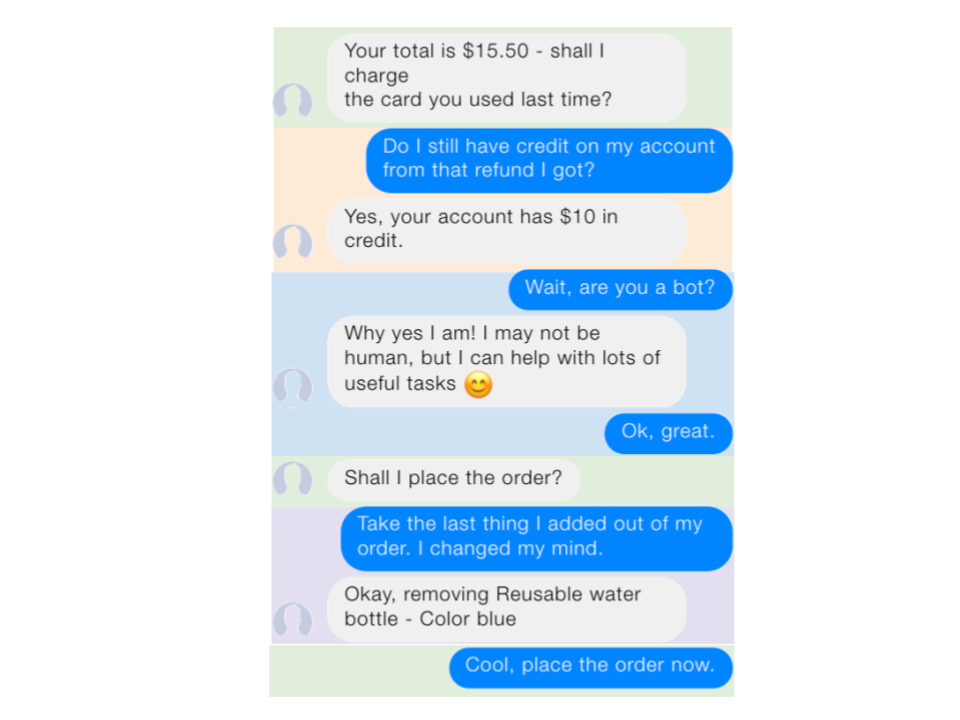 Your total is $15.50 - shall I
charge
the card you used last time?
Do I still have credit on my account
from that refund I got?
Yes, your account has $10 in
credit.
Wait, are you a bot?
Why yes I am! I may not be
human, but I can help with lots of
useful tasks 😊
Ok, great.
Shall I place the order?
Take the last thing I added out of my
order. I changed my mind.
Okay, removing Reusable water
bottle - Color blue
Cool, place the order now.